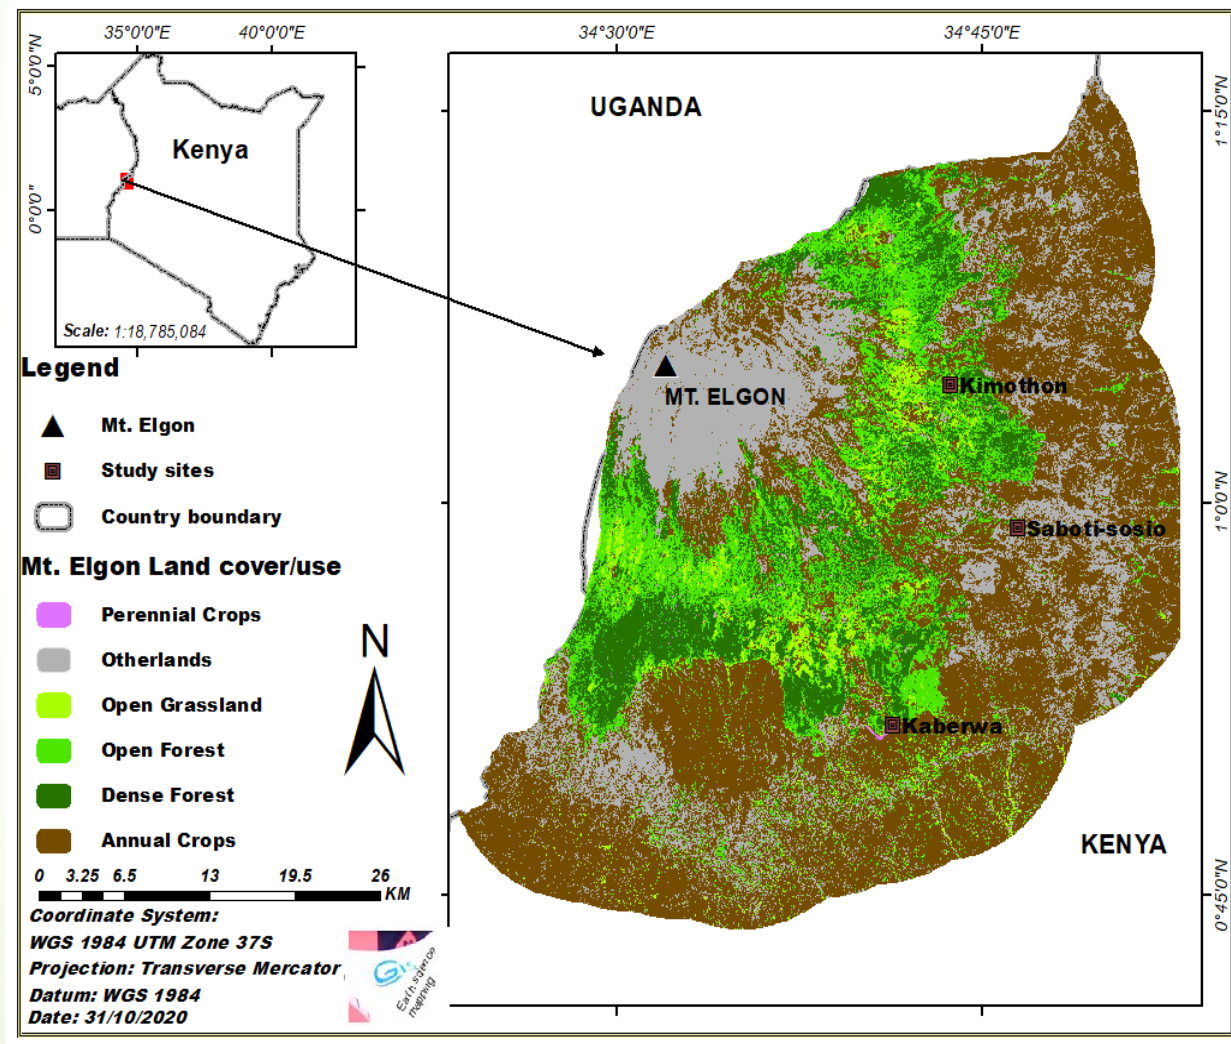 35°0'0"E 40°0'0"E
5°0'0"N
0°0'0"
Kenya
Scale: 1:18,785,084
34°30'0"E 34°45'0"E
1°15'0"N
1°0'0"N
0°45'0"N
UGANDA
MT. ELGON
Kimothon
Saboti-sosio
Kaberwa
KENYA
Legend
Mt. Elgon
Study sites
Country boundary
Mt. Elgon Land cover/use
Perennial Crops
Otherlands
Open Grassland
Open Forest
Dense Forest
Annual Crops
N
0 3.25 6.5 13 19.5 26
KM
Coordinate System:
WGS 1984 UTM Zone 37S
Projection: Transverse Mercator
Datum: WGS 1984
Date: 31/10/2020
Eath science
mapping